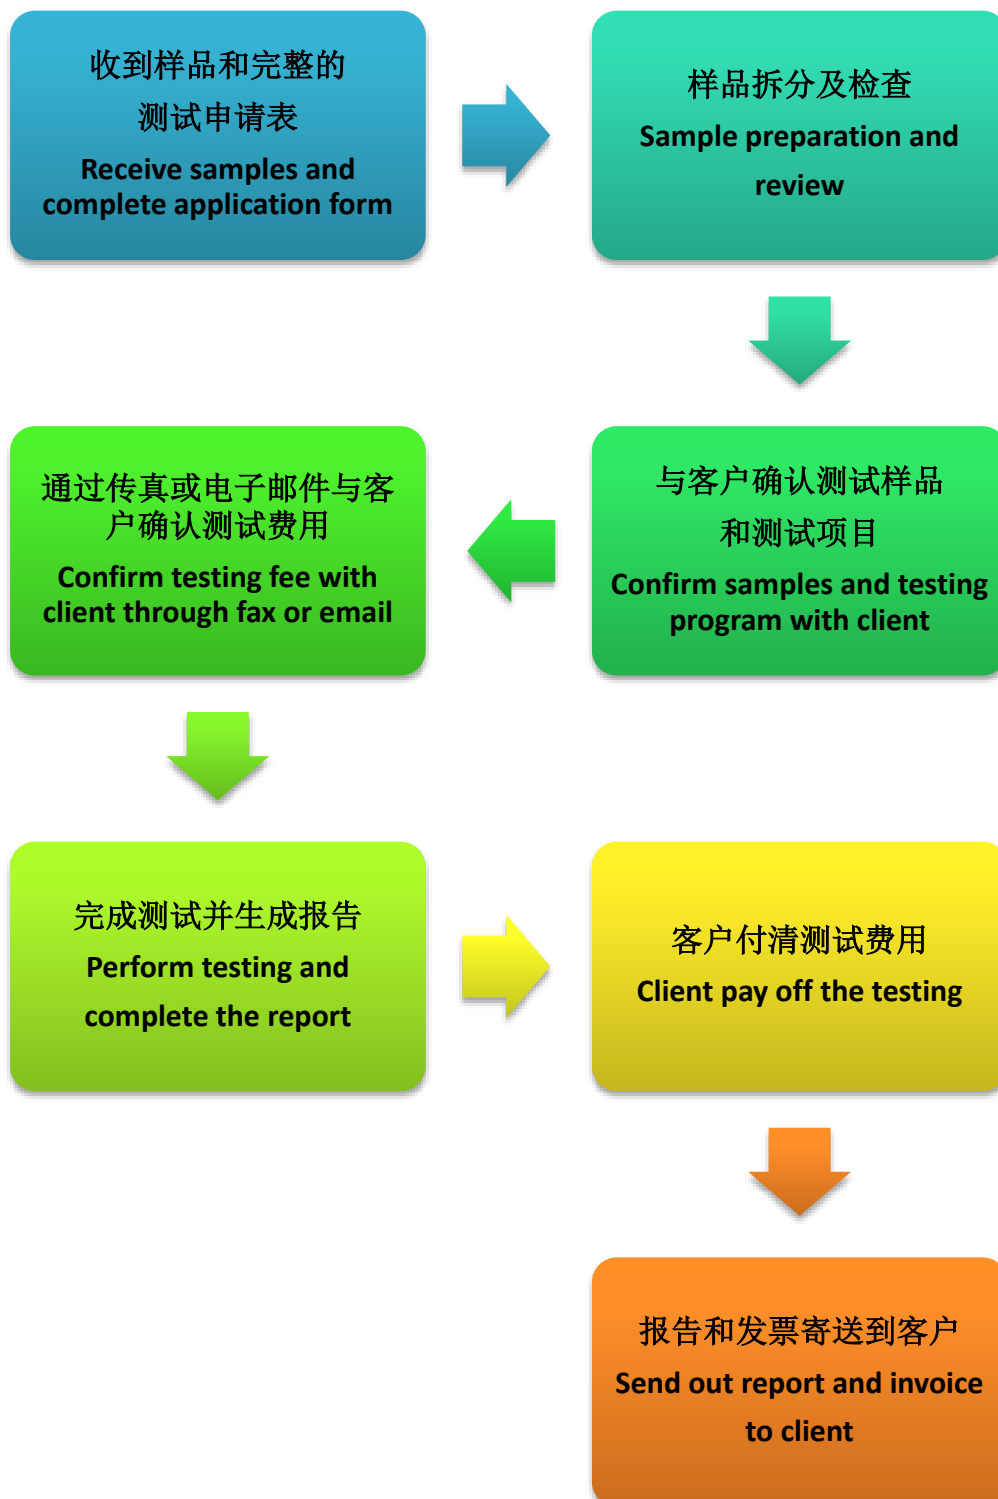 收到样品和完整的
测试申请表
Receive samples and
complete application form
样品拆分及检查
Sample preparation and
review
与客户确认测试样品
和测试项目
Confirm samples and testing
program with client
通过传真或电子邮件与客
户确认测试费用
Confirm testing fee with
client through fax or email
完成测试并生成报告
Perform testing and
complete the report
客户付清测试费用
Client pay off the testing
报告和发票寄送到客户
Send out report and invoice
to client